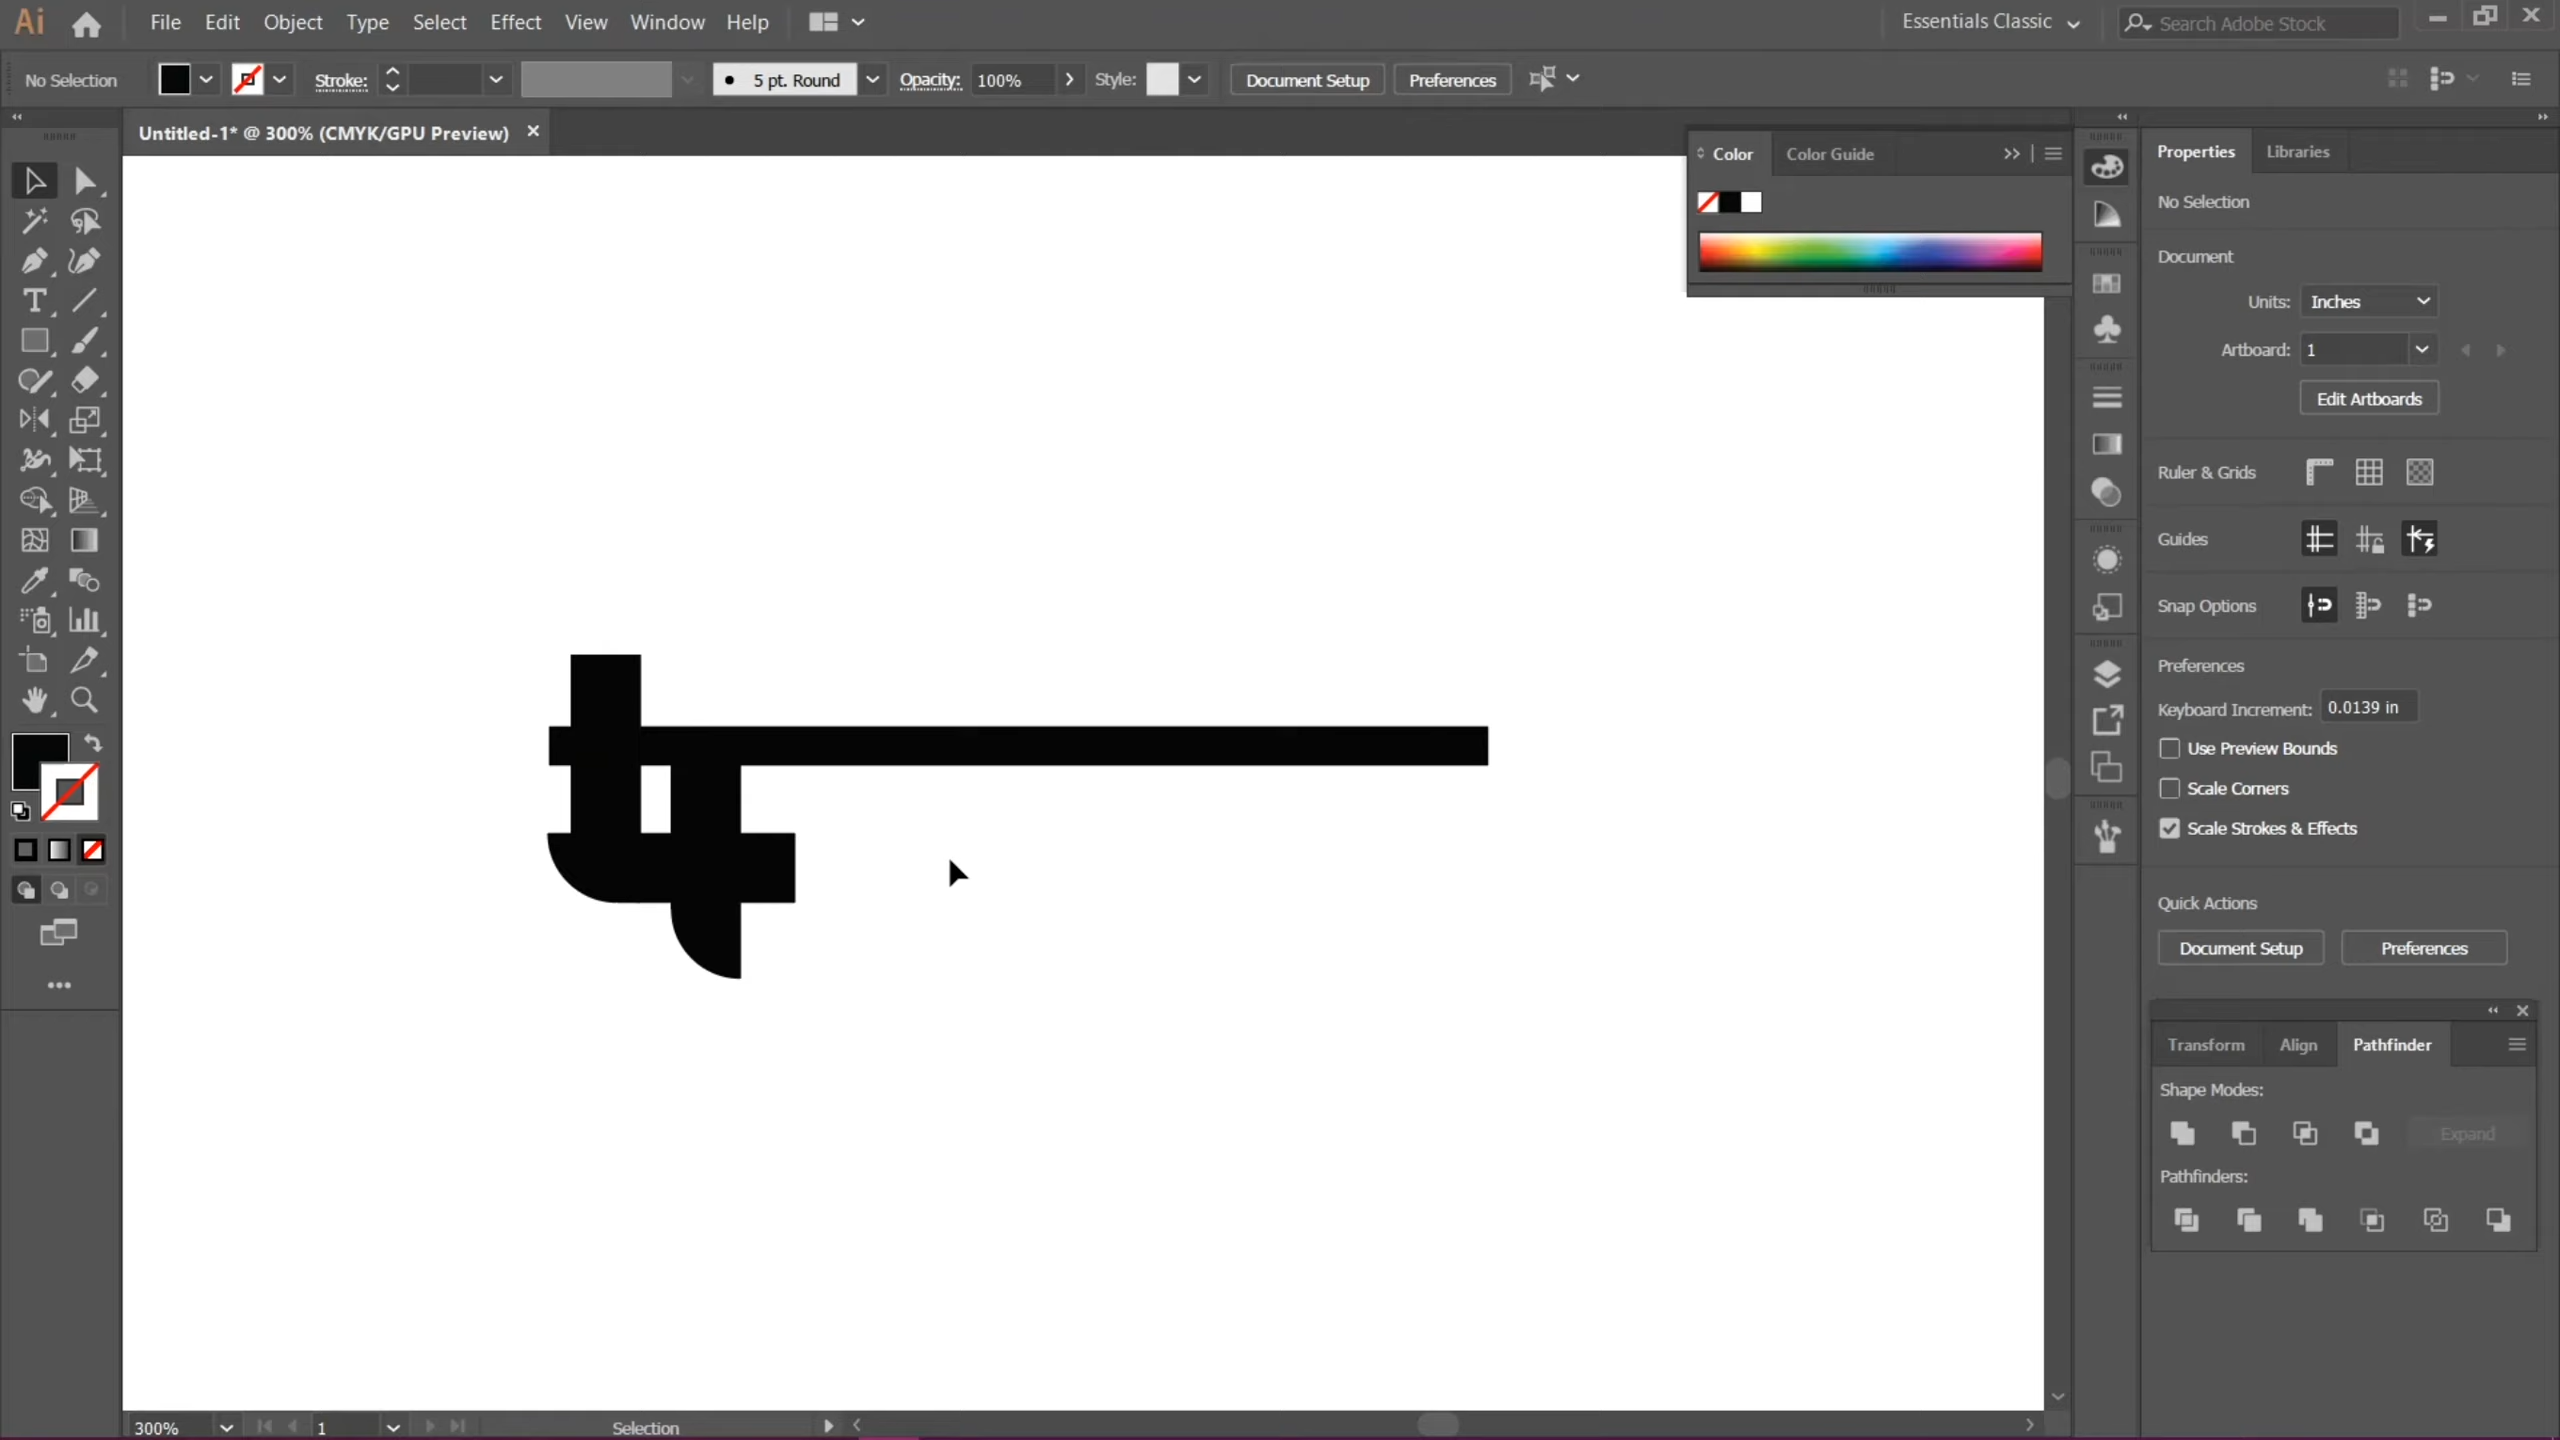 Ai File Edit Object Type Select Effect View Window Help Essentials Classic Search Adobe Stock
No Selection Stroke: 5 pt. Round Opacity: 100% Style: Document Setup Preferences
Untitled-1* @ 300% (CMYK/GPU Preview)
Color Color Guide
Properties Libraries
No Selection
Document
Units: Inches
Artboard: 1
Edit Artboards
Ruler & Grids
Guides
Snap Options
Preferences
Keyboard Increment: 0.0139 in
Use Preview Bounds
Scale Corners
Scale Strokes & Effects
Quick Actions
Document Setup Preferences
Transform Align Pathfinder
Shape Modes:
Expand
Pathfinders:
300% 1 Selection